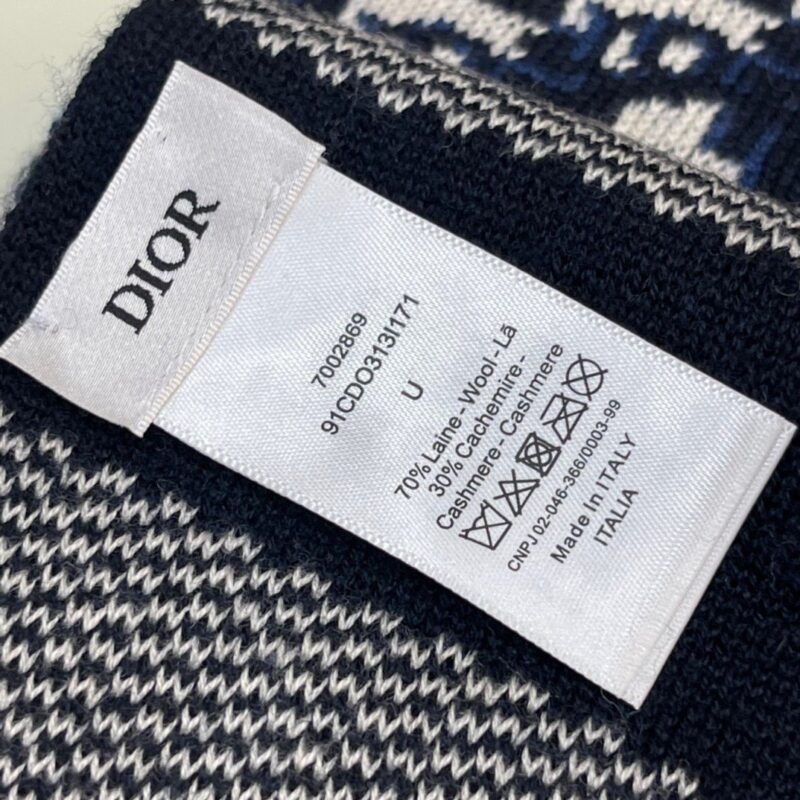 DIOR
7002869
91CDO313I171
U
70% Laine - Wool - Lã
30% Cachemire -
Cashmere - Cashmere
CNPJ 02-046-366/0003-99
Made In ITALY
ITALIA